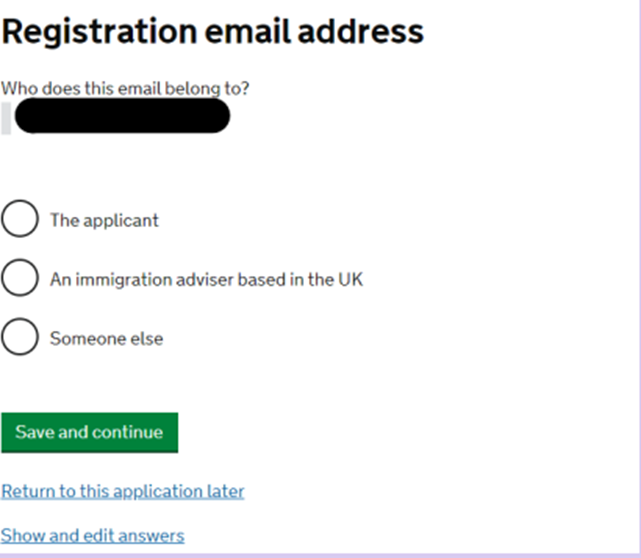 Registration email address
Who does this email belong to?
The applicant
An immigration adviser based in the UK
Someone else
Save and continue
Return to this application later
Show and edit answers